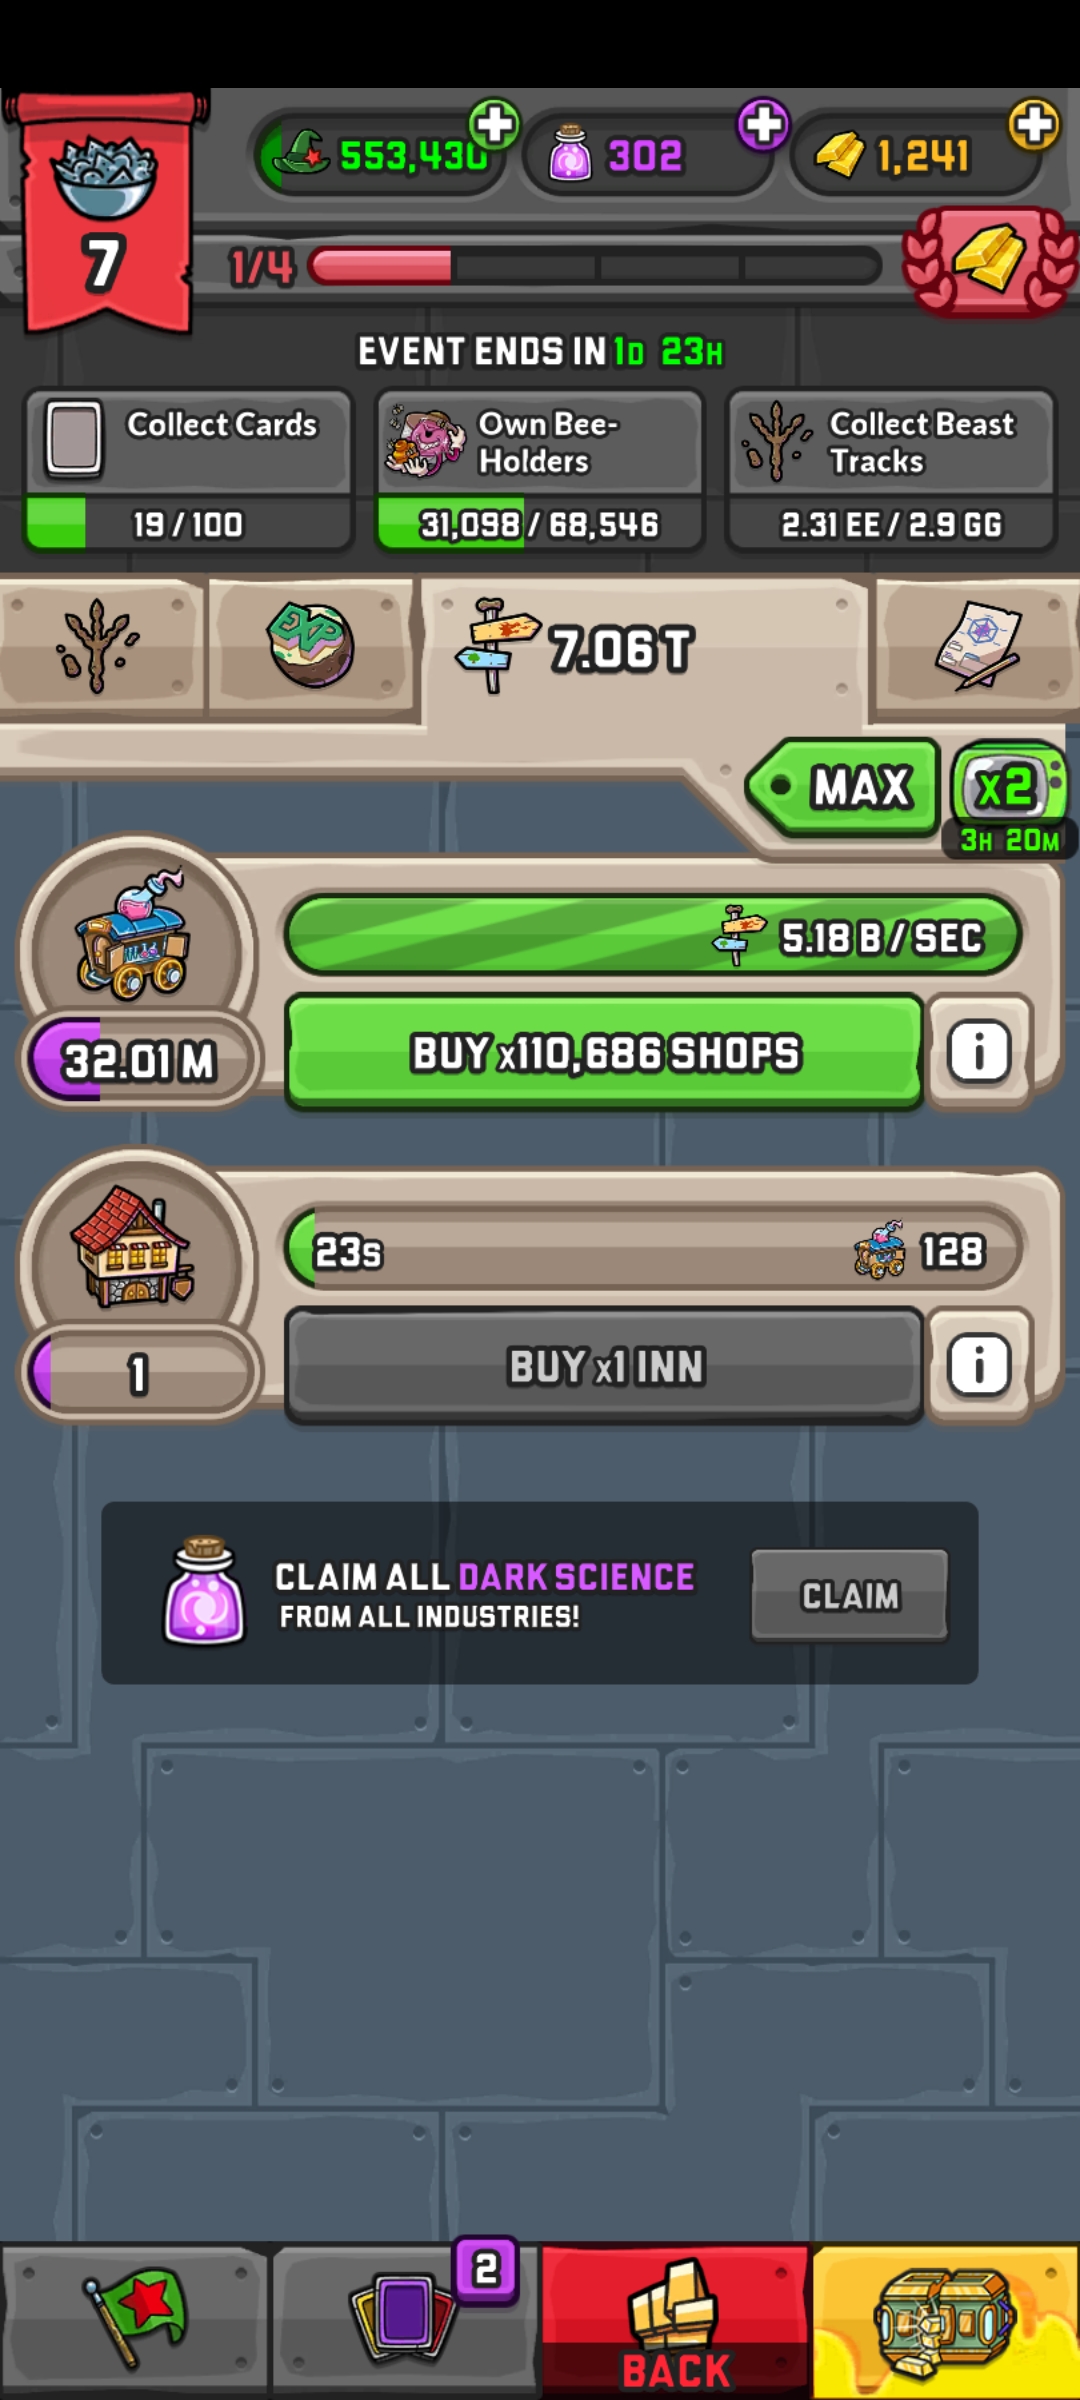 553,430
302
1,241
7
1/4
EVENT ENDS IN 1D 23H
Collect Cards
19 / 100
Own Bee-
Holders
31,098 / 68,546
Collect Beast
Tracks
2.31 EE / 2.9 GG
EXP
7.06 T
MAX
x2
3H 20M
5.18 B / SEC
32.01 M
BUY x110,686 SHOPS
i
23s
128
1
BUY x1 INN
i
CLAIM ALL DARK SCIENCE
FROM ALL INDUSTRIES!
CLAIM
2
BACK